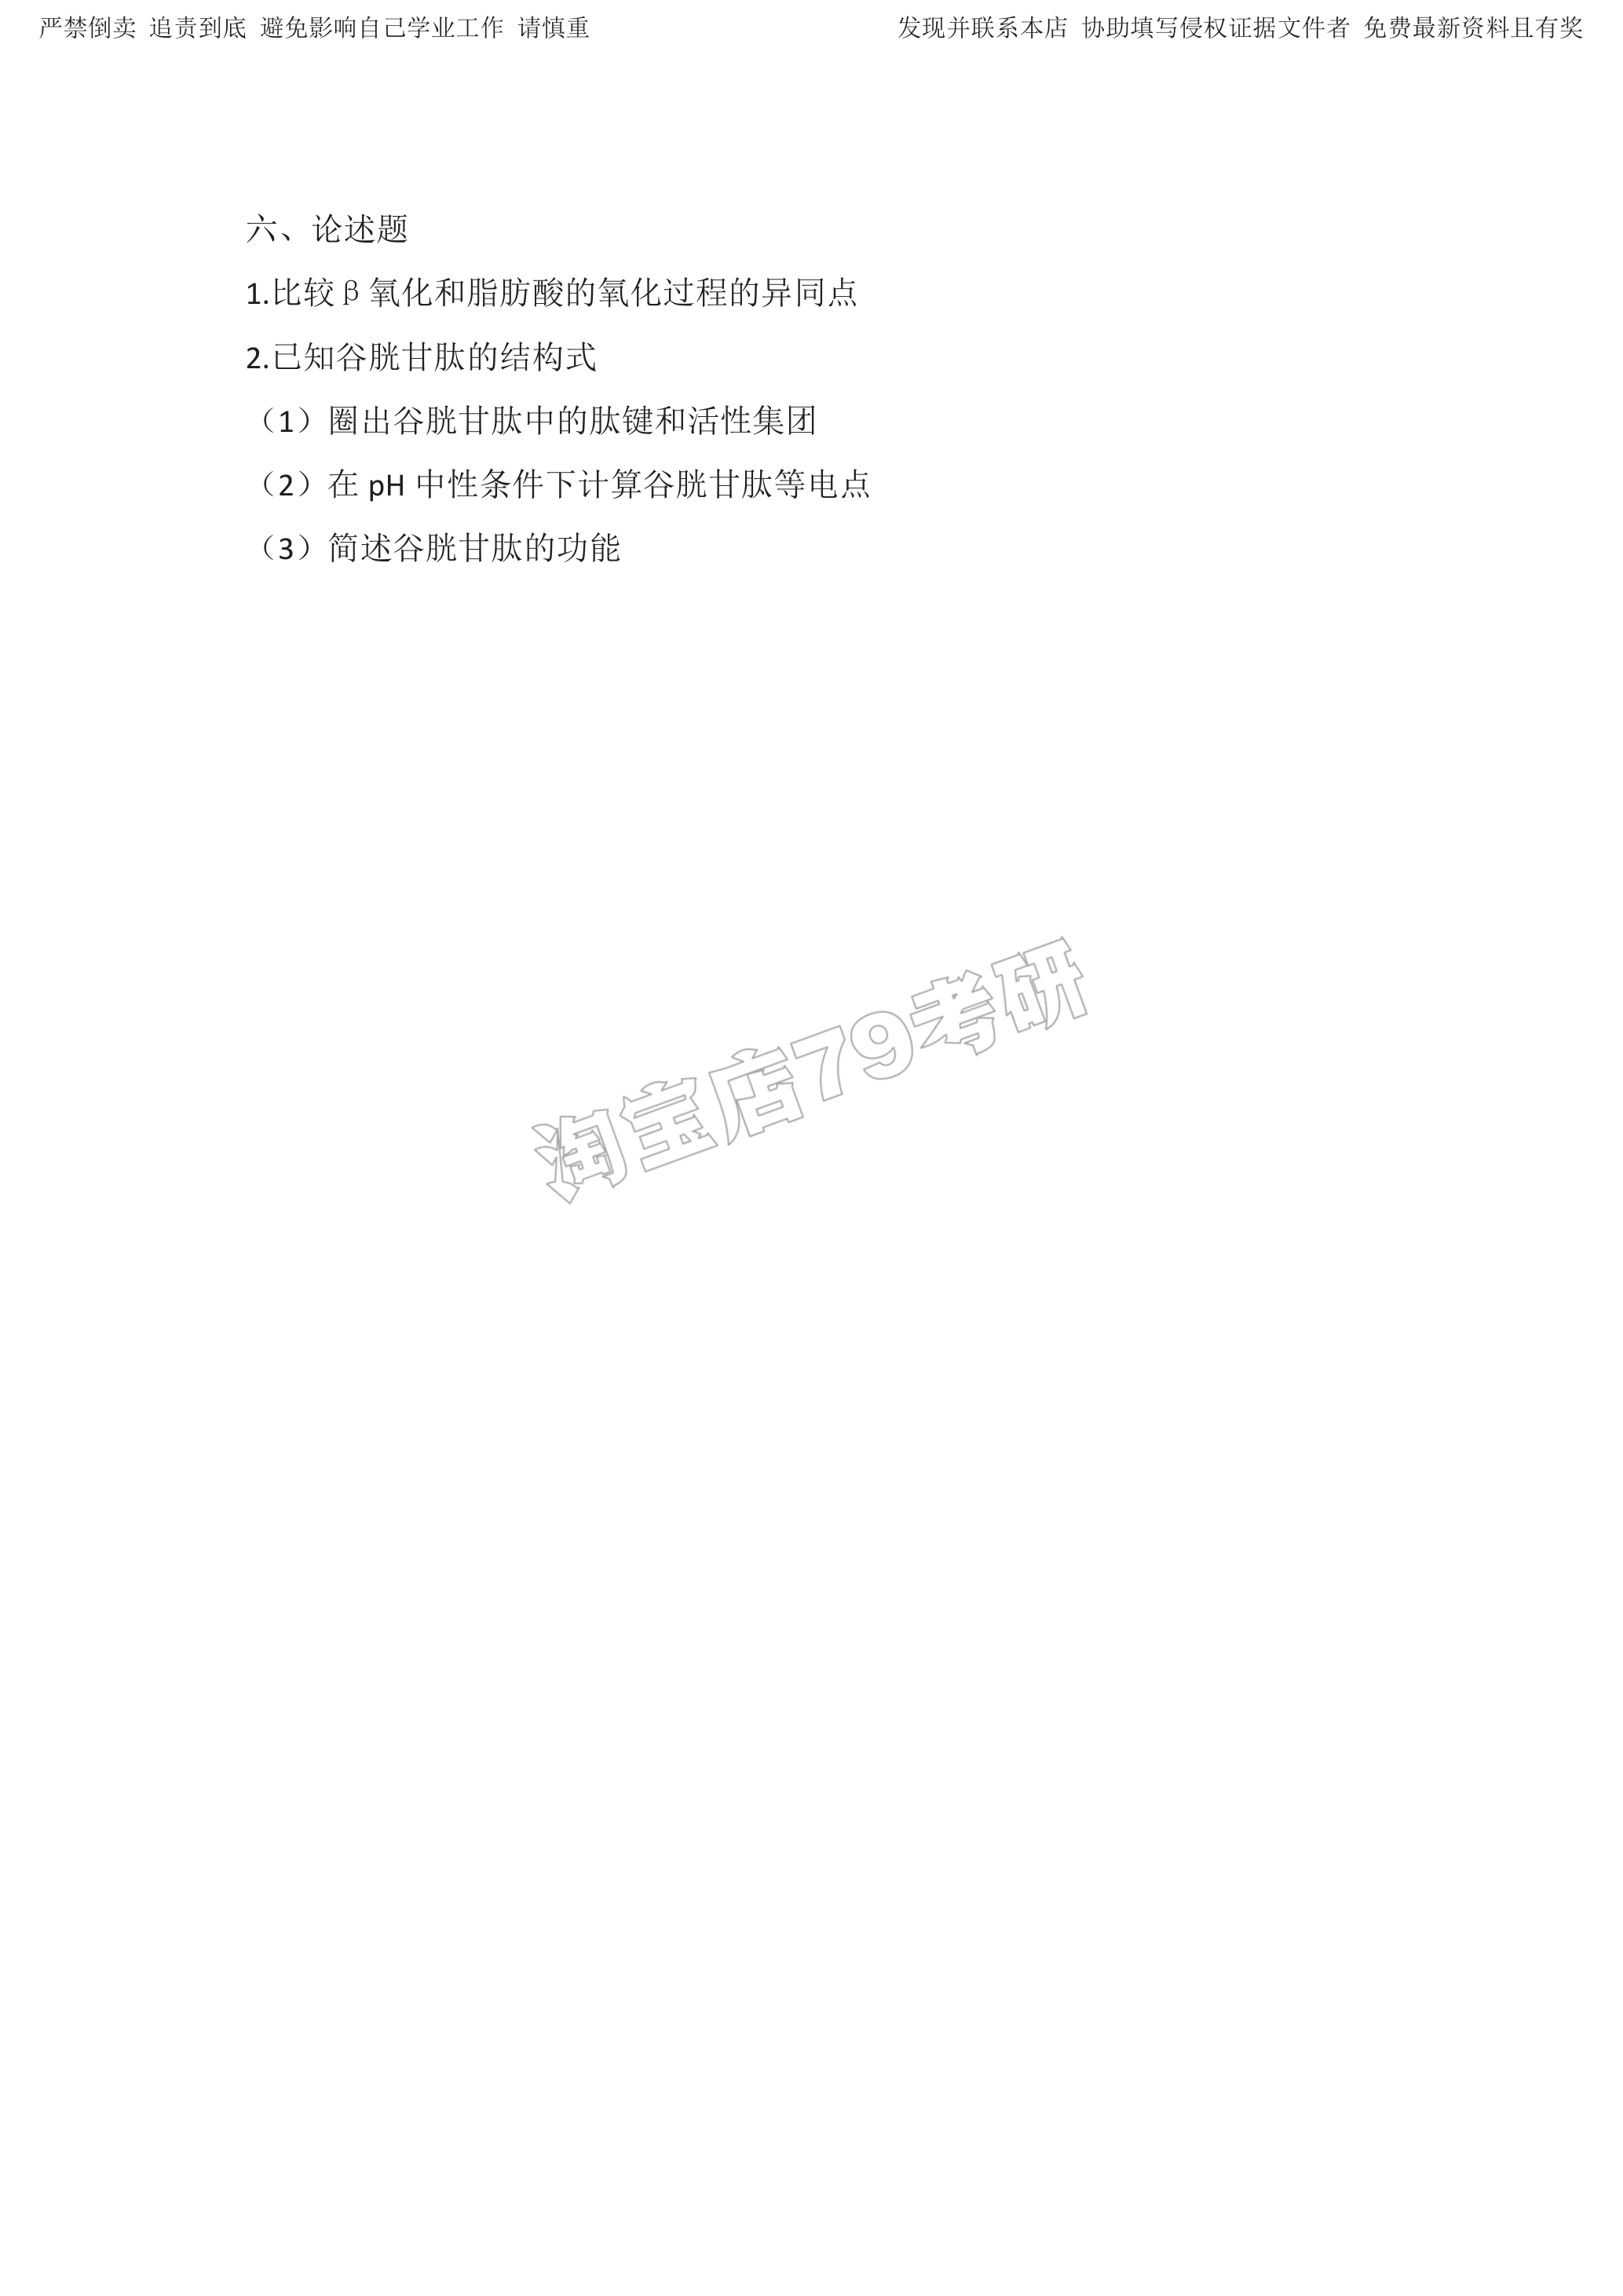 严禁倒卖 追责到底 避免影响自己学业工作 请慎重
发现并联系本店 协助填写侵权证据文件者 免费最新资料且有奖
六、论述题
1.比较β氧化和脂肪酸的氧化过程的异同点
2.已知谷胱甘肽的结构式
（1）圈出谷胱甘肽中的肽键和活性集团
（2）在 pH 中性条件下计算谷胱甘肽等电点
（3）简述谷胱甘肽的功能
淘宝店79考研